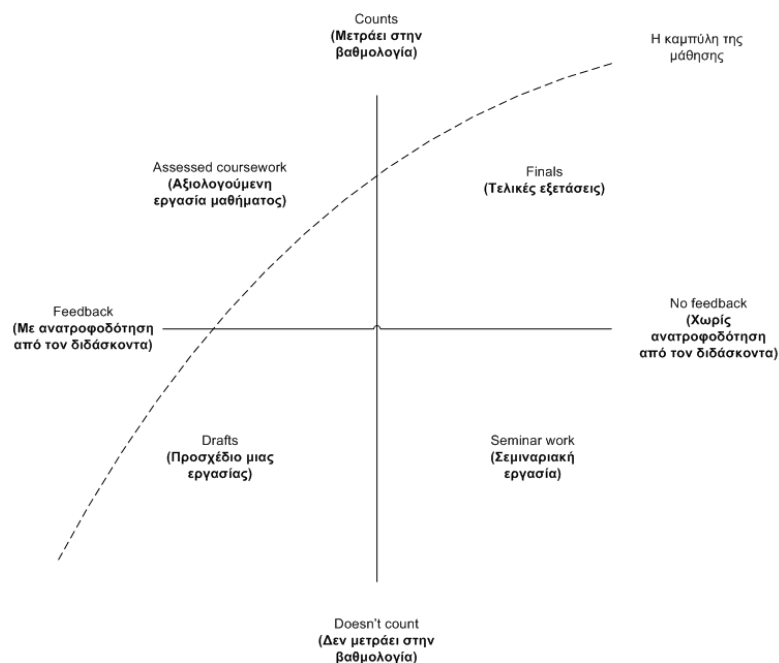 Counts
(Μετράει στην
βαθμολογία)
Η καμπύλη της
μάθησης
Assessed coursework
(Αξιολογούμενη
εργασία μαθήματος)
Finals
(Τελικές εξετάσεις)
Feedback
(Με ανατροφοδότηση
από τον διδάσκοντα)
No feedback
(Χωρίς
ανατροφοδότηση
από τον διδάσκοντα)
Drafts
(Προσχέδιο μιας
εργασίας)
Seminar work
(Σεμιναριακή
εργασία)
Doesn't count
(Δεν μετράει στην
βαθμολογία)